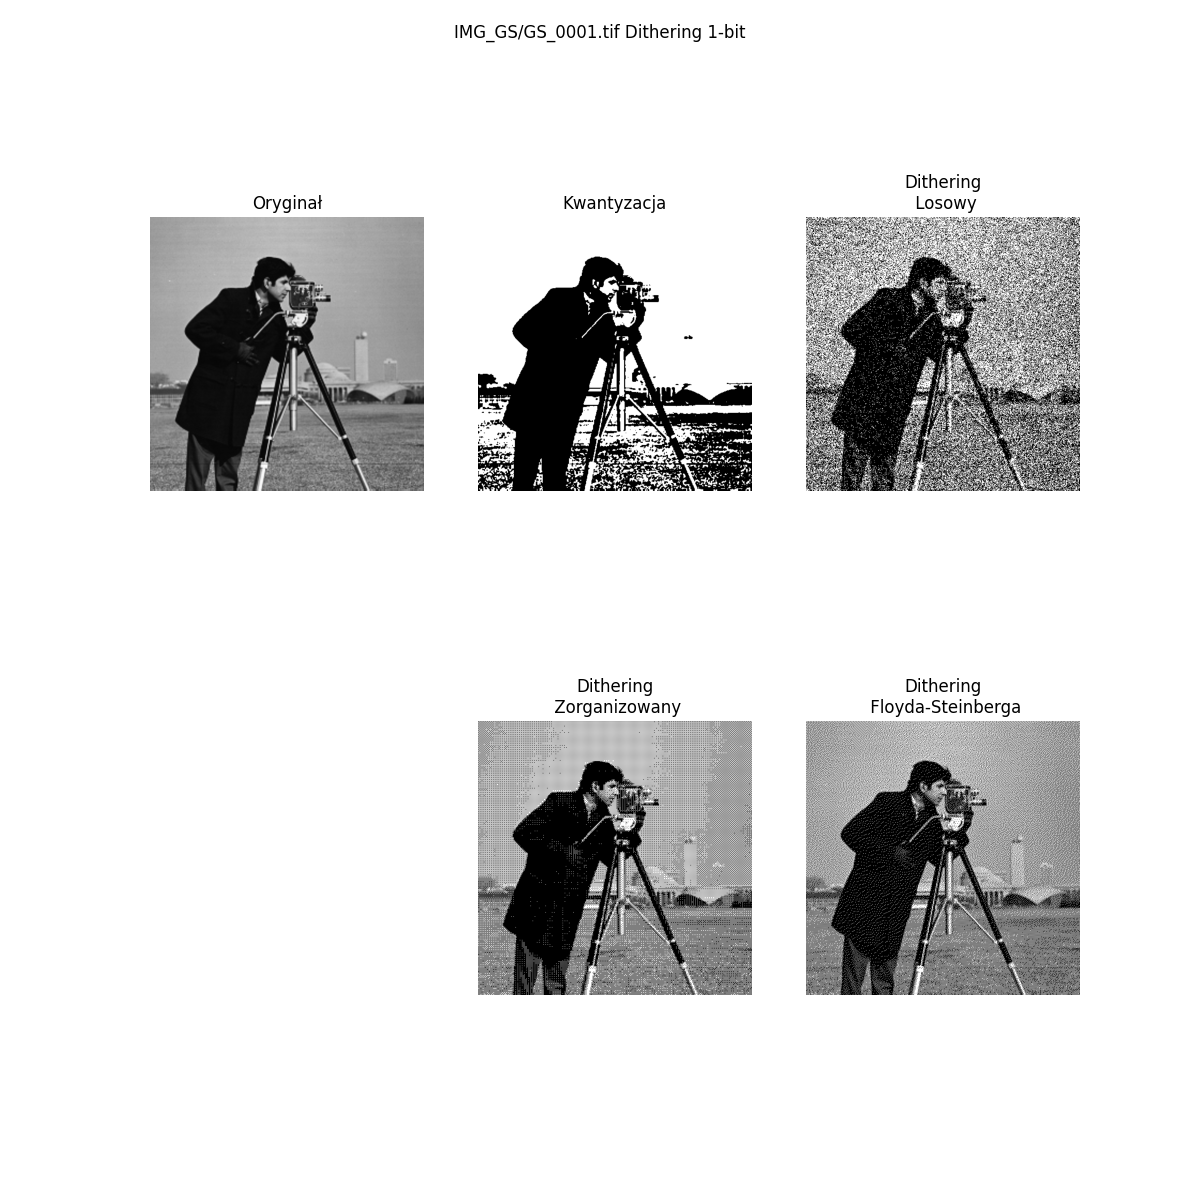 IMG_GS/GS_0001.tif Dithering 1-bit
Oryginał
Kwantyzacja
Dithering
Losowy
Dithering
Zorganizowany
Dithering
Floyda-Steinberga